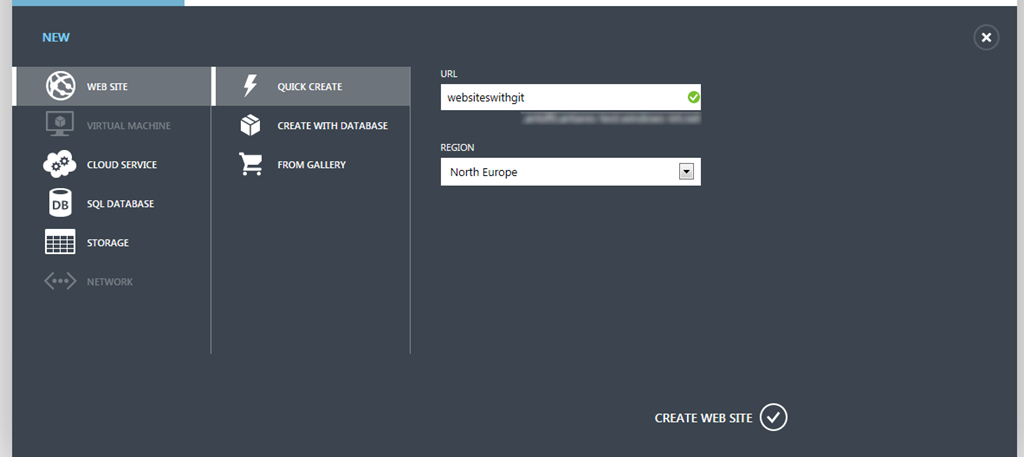 NEW
WEB SITE
VIRTUAL MACHINE
CLOUD SERVICE
DB
SQL DATABASE
STORAGE
NETWORK
QUICK CREATE
CREATE WITH DATABASE
FROM GALLERY
URL
websiteswithgit
REGION
North Europe
CREATE WEB SITE